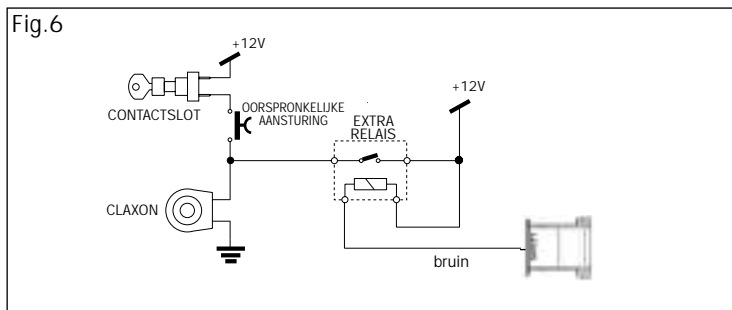 Fig.6
+12V
CONTACTSLOT
OORSPRONKELIJKE
AANSTURING
+12V
EXTRA
RELAIS
CLAXON
bruin